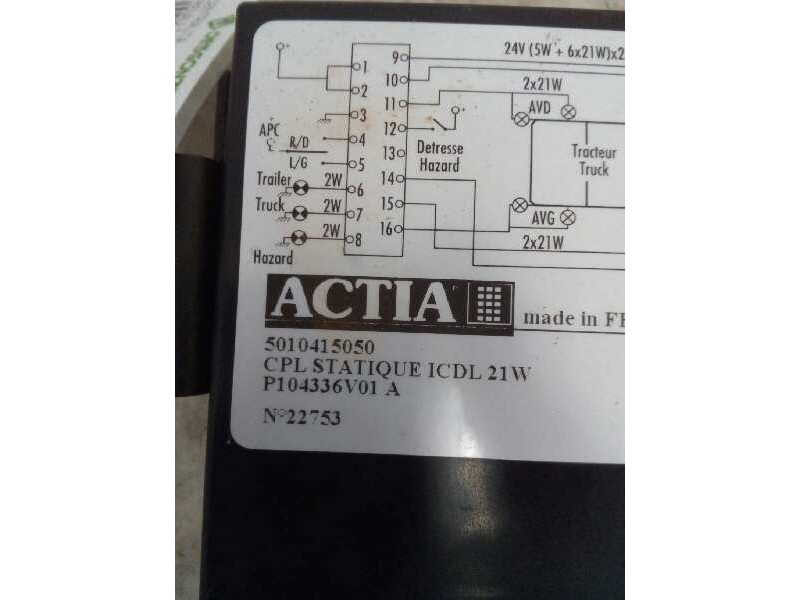 24V (5W + 6x21W)x2
1
2
3
4
5
6
7
8
9
10
11
12
13
14
15
16
APC
R/D
L/G
Trailer 2W
Truck 2W
2W
Hazard
2x21W
AVD
Detresse
Hazard
Tracteur
Truck
AVG
2x21W
ACTIA
made in
5010415050
CPL STATIQUE ICDL 21W
P104336V01 A
N°22753